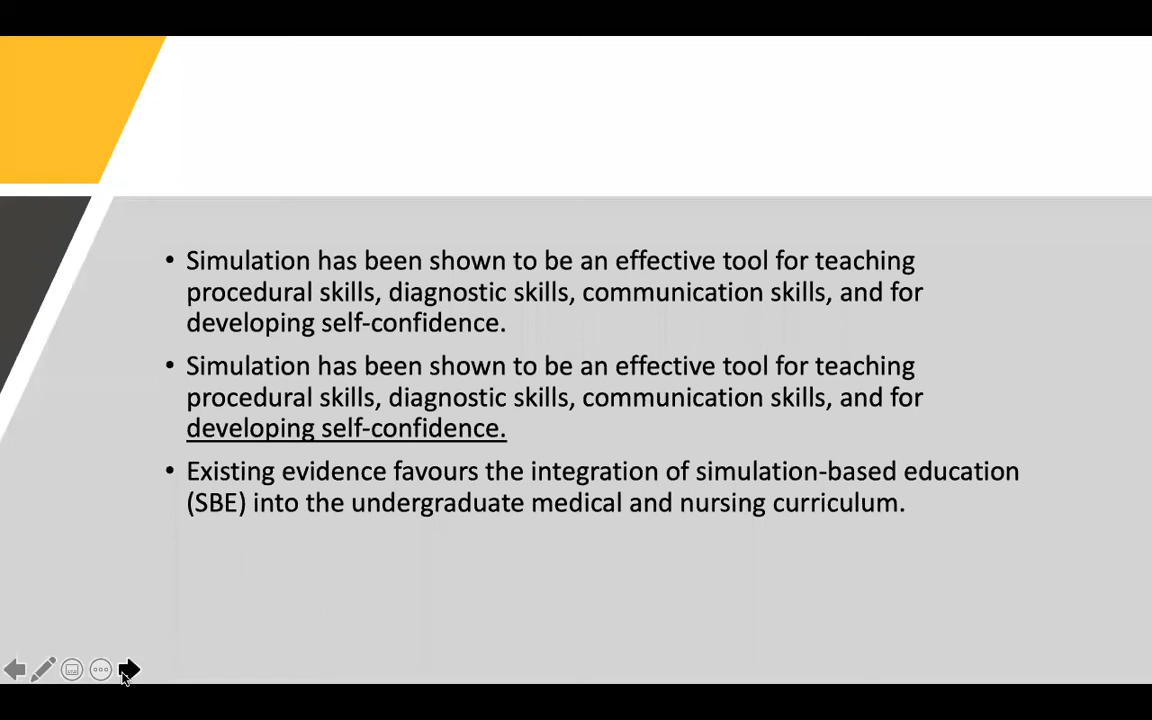 • Simulation has been shown to be an effective tool for teaching
procedural skills, diagnostic skills, communication skills, and for
developing self-confidence.
• Simulation has been shown to be an effective tool for teaching
procedural skills, diagnostic skills, communication skills, and for
developing self-confidence.
• Existing evidence favours the integration of simulation-based education
(SBE) into the undergraduate medical and nursing curriculum.